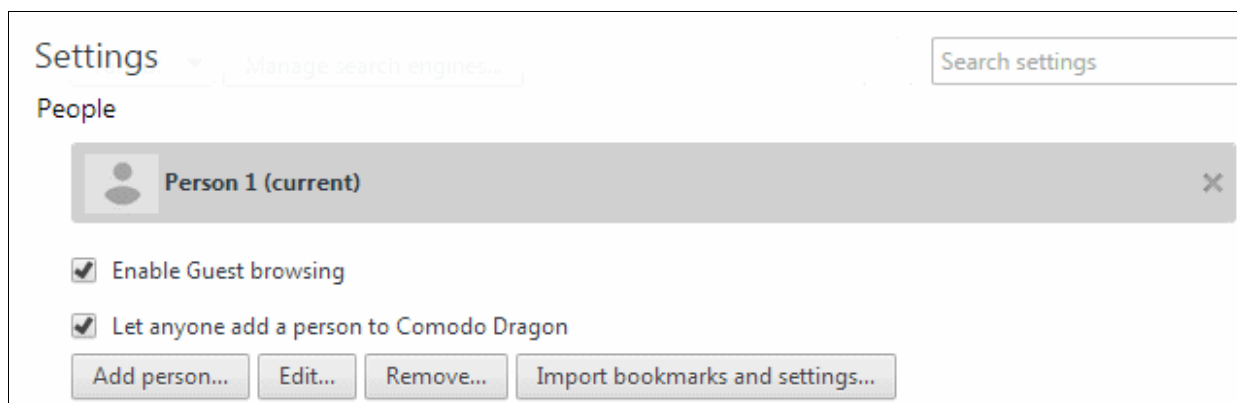 Settings
Manage search engines...
Search settings
People
Person 1 (current)
Enable Guest browsing
Let anyone add a person to Comodo Dragon
Add person... Edit... Remove... Import bookmarks and settings...